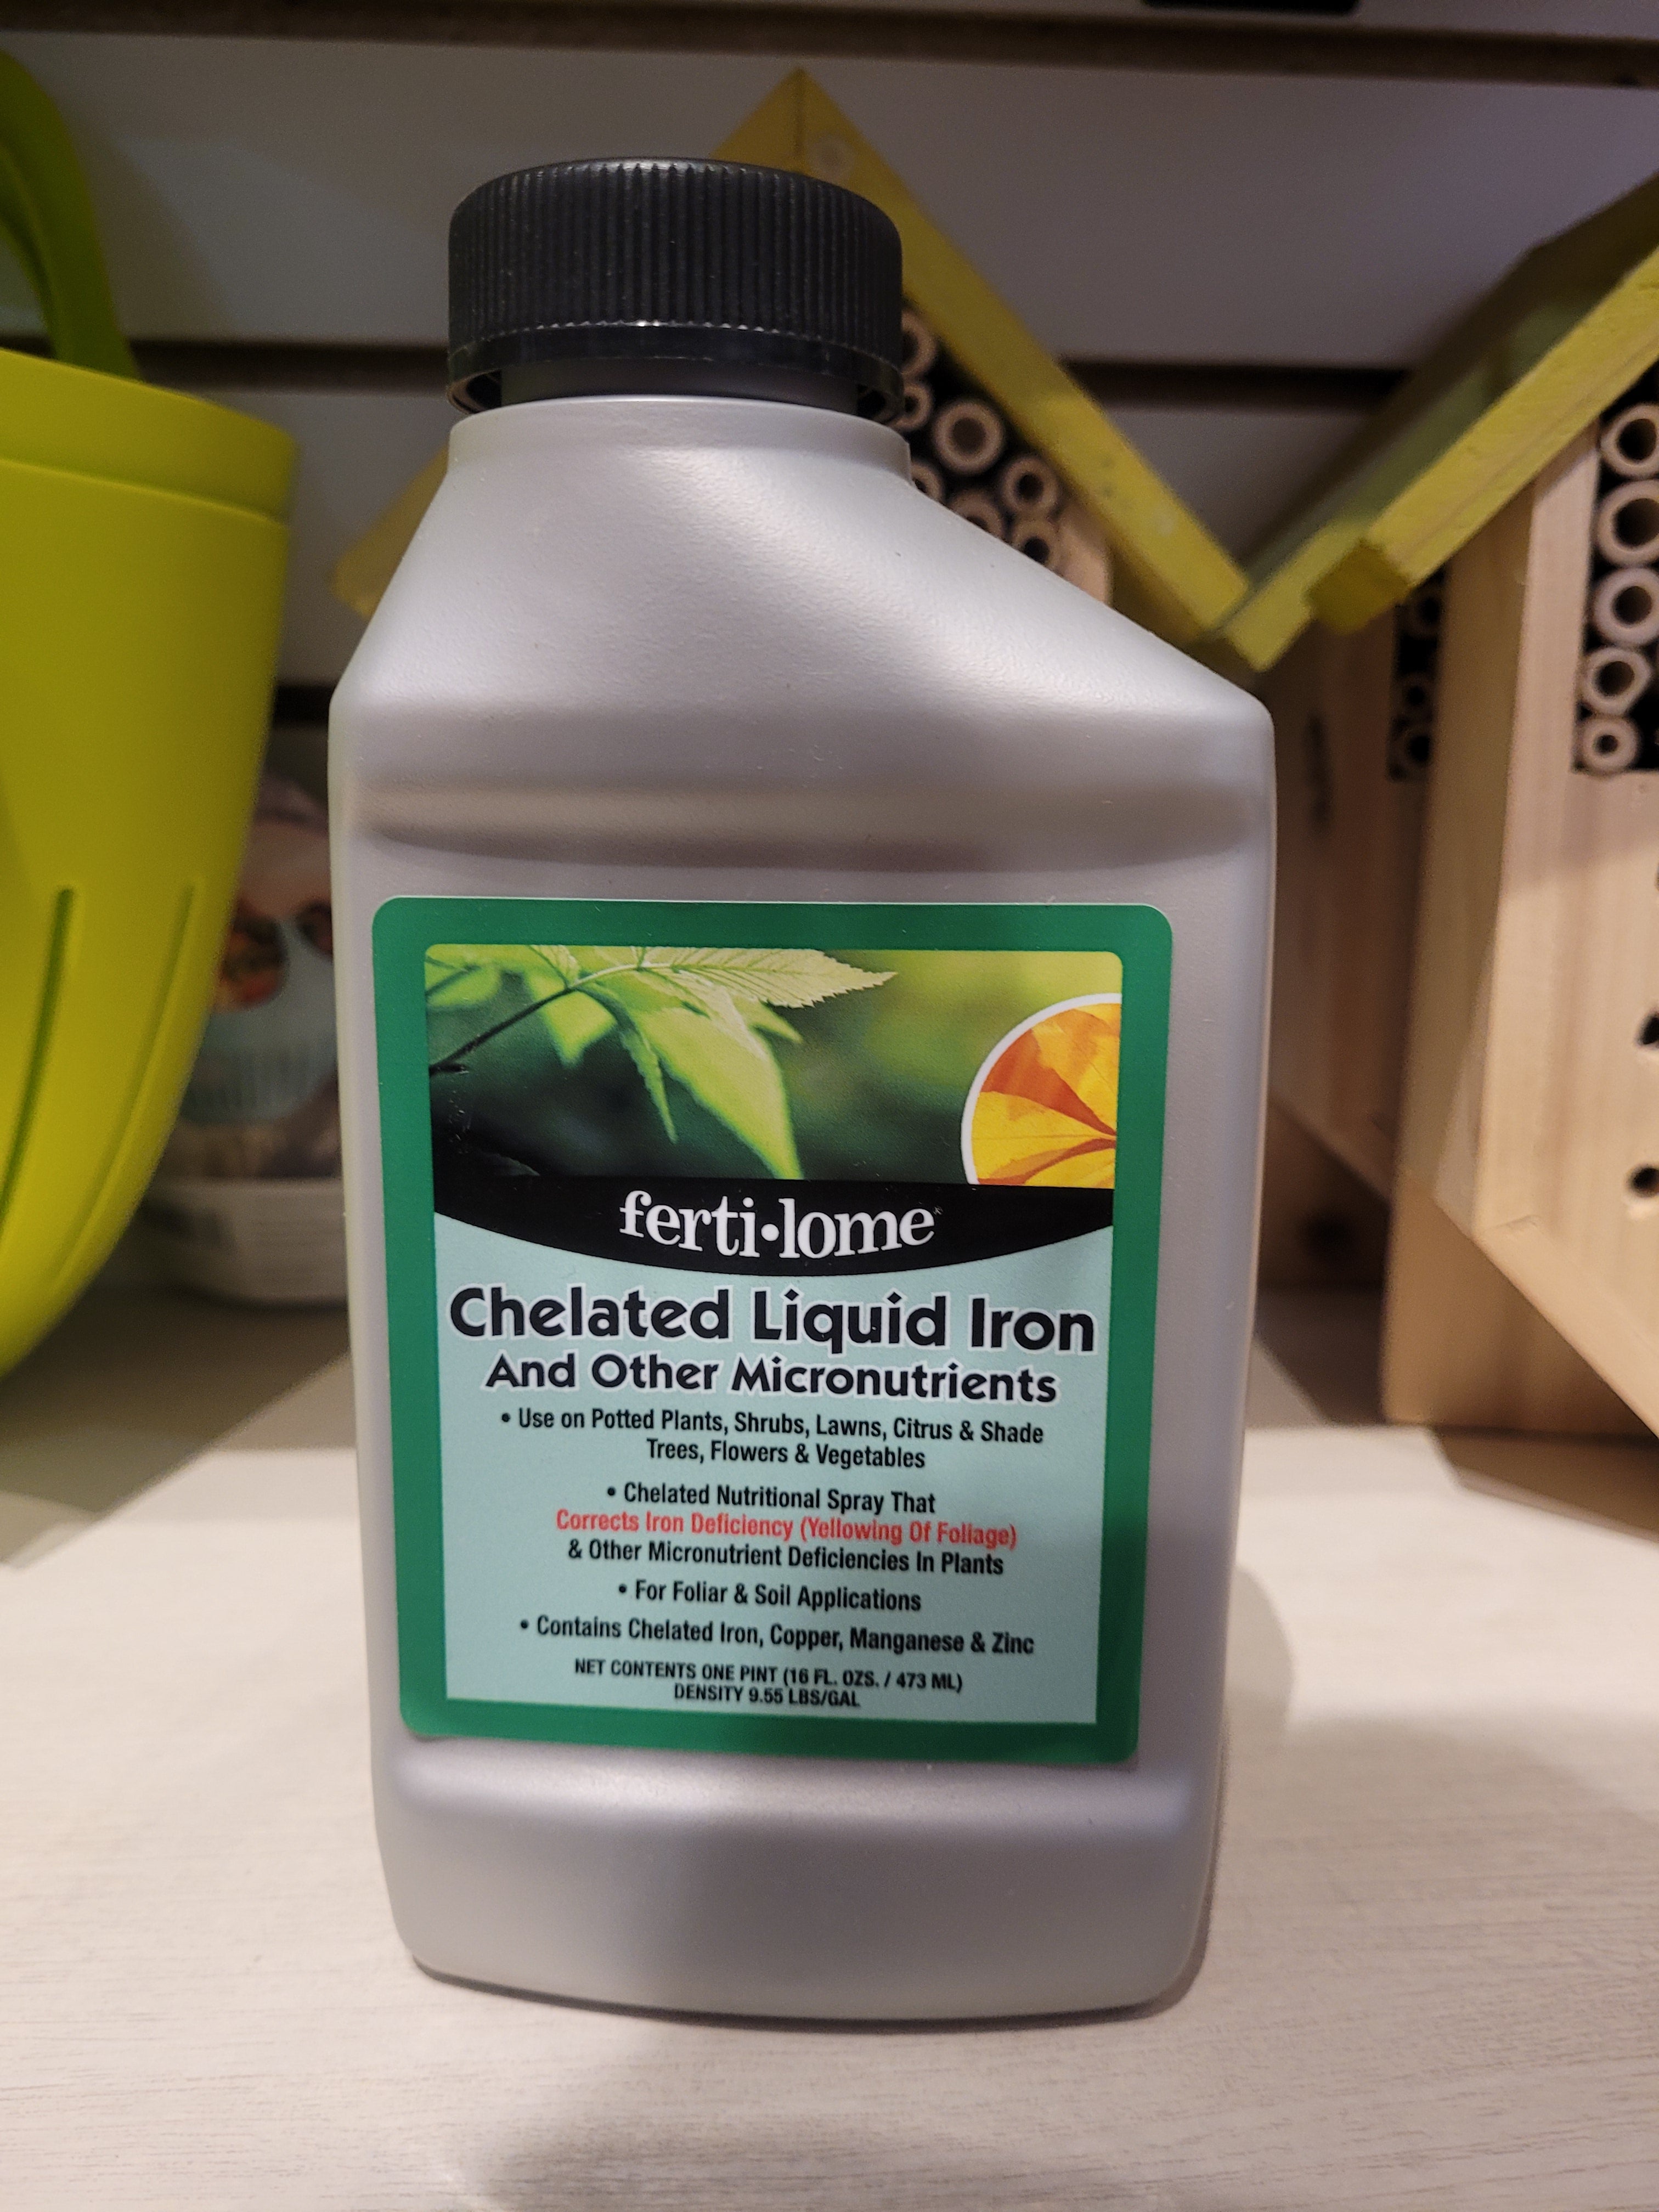 ferti•lome
Chelated Liquid Iron
And Other Micronutrients
• Use on Potted Plants, Shrubs, Lawns, Citrus & Shade
Trees, Flowers & Vegetables
• Chelated Nutritional Spray That
Corrects Iron Deficiency (Yellowing Of Foliage)
& Other Micronutrient Deficiencies In Plants
• For Foliar & Soil Applications
• Contains Chelated Iron, Copper, Manganese & Zinc
NET CONTENTS ONE PINT (16 FL. OZS. / 473 ML)
DENSITY 9.55 LBS/GAL